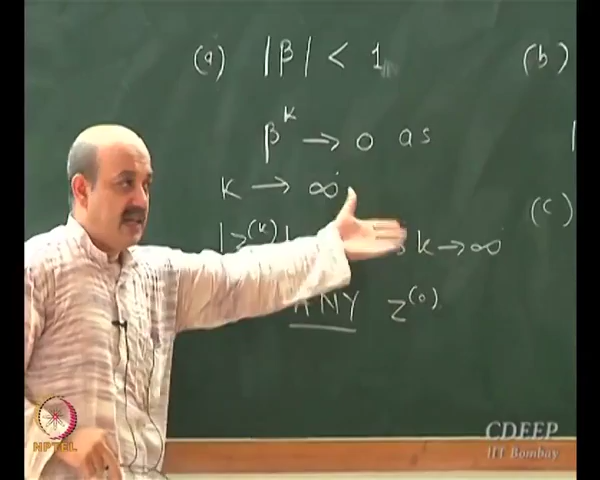 (a) |β| < 1
β^k → 0 as
k → ∞
|z^(k)| k → ∞
ANY z^(0)
(b)
(c)
NPTEL
CDEEP
IIT Bombay